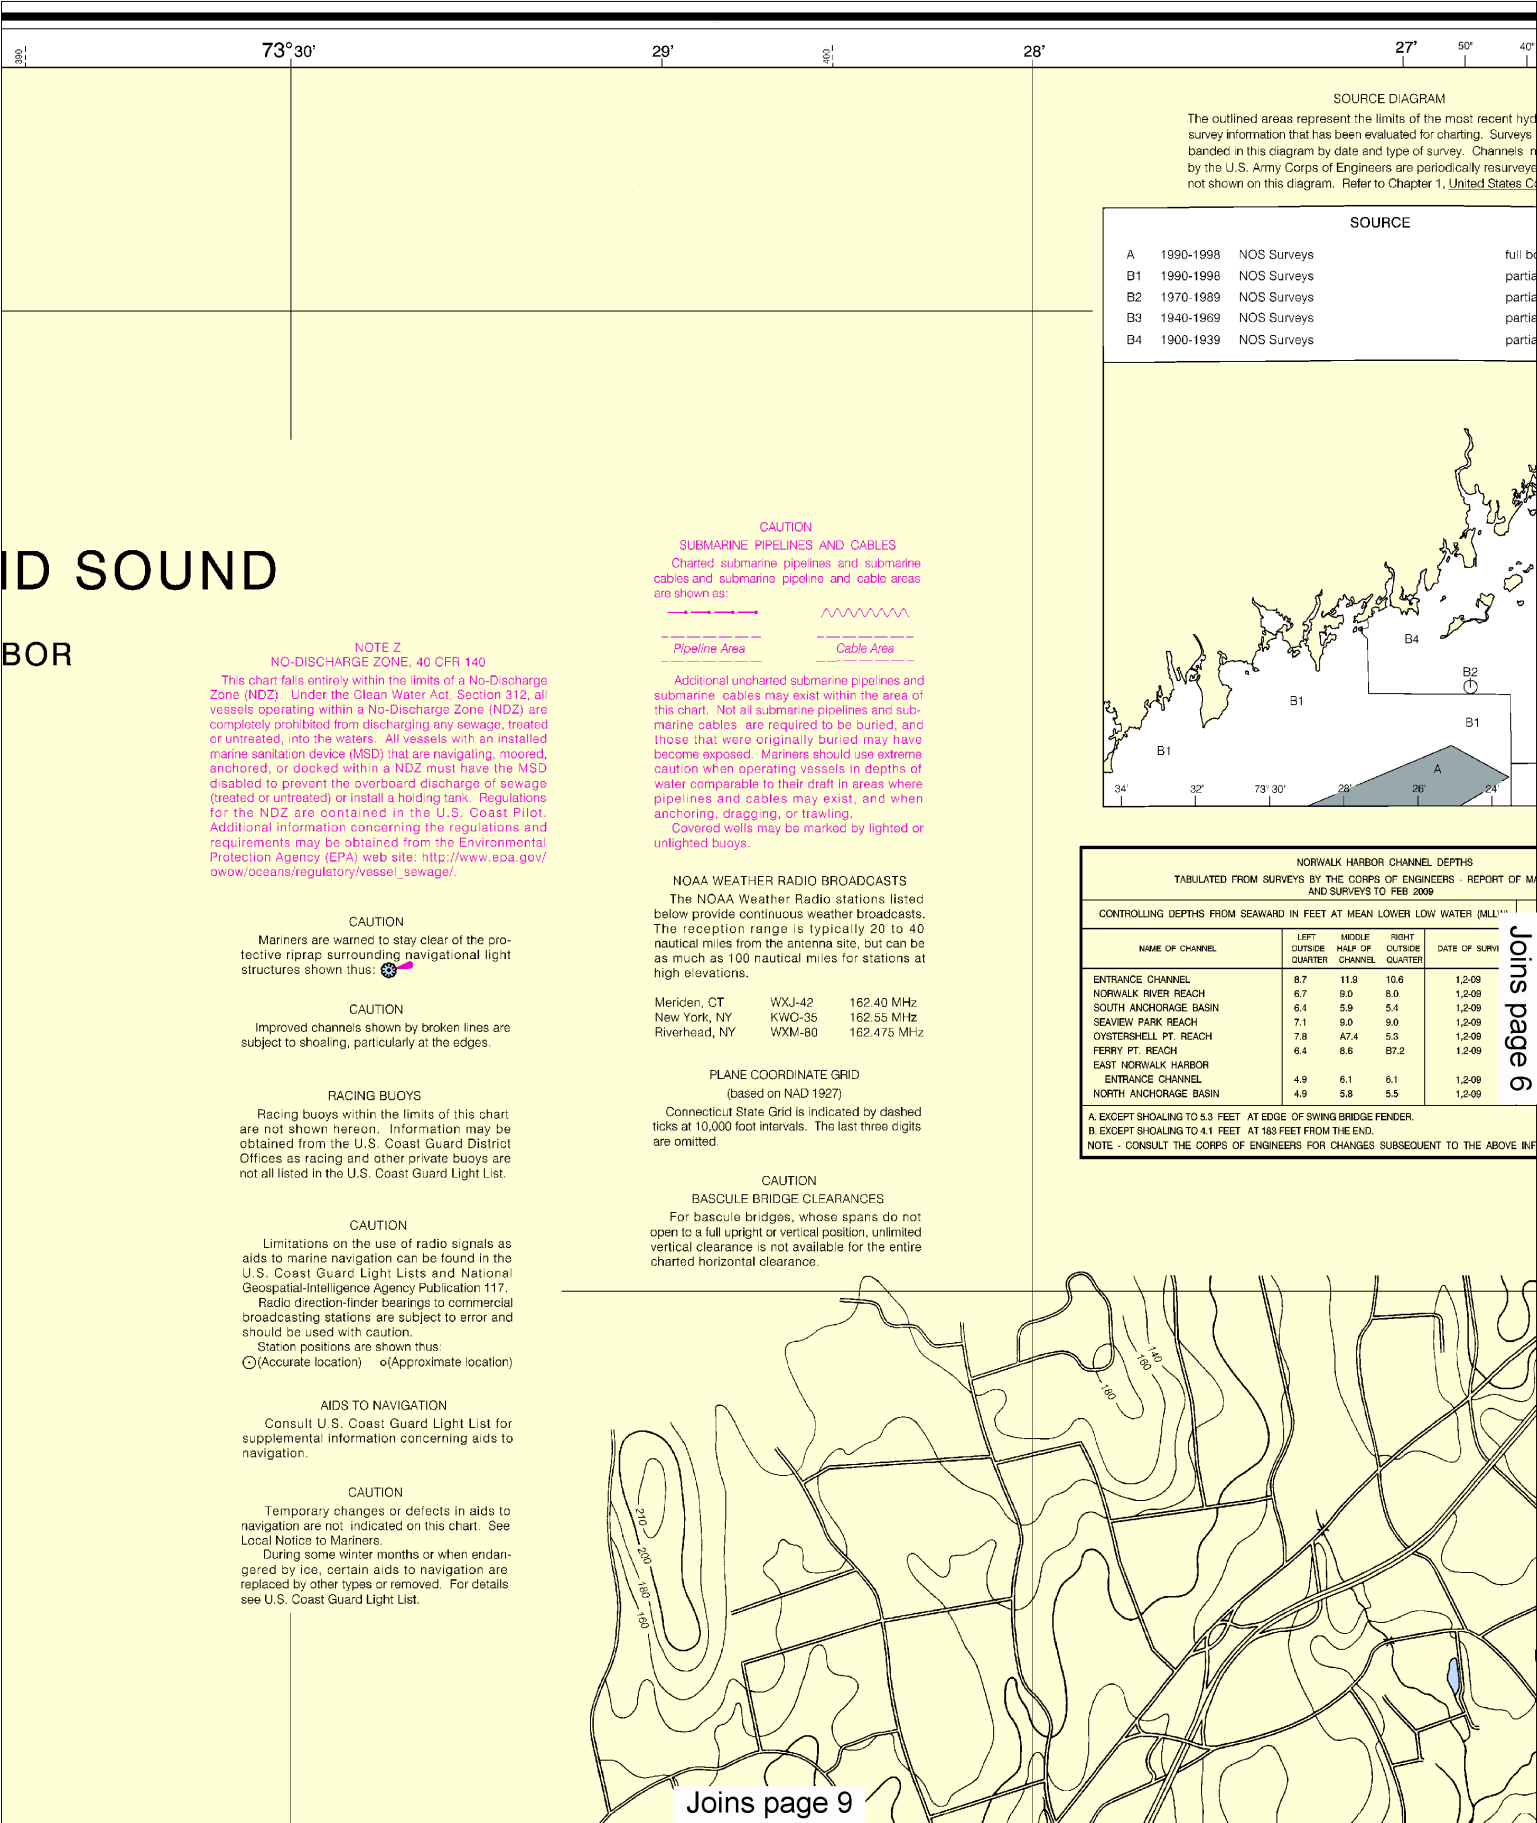 390
73°30'
29'
400
28'
27'
50"
40"
ID SOUND
BOR
NOTE Z
NO-DISCHARGE ZONE, 40 CFR 140
This chart falls entirely within the limits of a No-Discharge
Zone (NDZ). Under the Clean Water Act, Section 312, all
vessels operating within a No-Discharge Zone (NDZ) are
completely prohibited from discharging any sewage, treated
or untreated, into the waters. All vessels with an installed
marine sanitation device (MSD) that are navigating, moored,
anchored, or docked within a NDZ must have the MSD
disabled to prevent the overboard discharge of sewage
(treated or untreated) or install a holding tank. Regulations
for the NDZ are contained in the U.S. Coast Pilot.
Additional information concerning the regulations and
requirements may be obtained from the Environmental
Protection Agency (EPA) web site: http://www.epa.gov/
owow/oceans/regulatory/vessel_sewage/.
CAUTION
Mariners are warned to stay clear of the pro-
tective riprap surrounding navigational light
structures shown thus:
CAUTION
Improved channels shown by broken lines are
subject to shoaling, particularly at the edges.
RACING BUOYS
Racing buoys within the limits of this chart
are not shown hereon. Information may be
obtained from the U.S. Coast Guard District
Offices as racing and other private buoys are
not all listed in the U.S. Coast Guard Light List.
CAUTION
Limitations on the use of radio signals as
aids to marine navigation can be found in the
U.S. Coast Guard Light Lists and National
Geospatial-Intelligence Agency Publication 117.
Radio direction-finder bearings to commercial
broadcasting stations are subject to error and
should be used with caution.
Station positions are shown thus:
(Accurate location) o(Approximate location)
AIDS TO NAVIGATION
Consult U.S. Coast Guard Light List for
supplemental information concerning aids to
navigation.
CAUTION
Temporary changes or defects in aids to
navigation are not indicated on this chart. See
Local Notice to Mariners.
During some winter months or when endan-
gered by ice, certain aids to navigation are
replaced by other types or removed. For details
see U.S. Coast Guard Light List.
CAUTION
SUBMARINE PIPELINES AND CABLES
Charted submarine pipelines and submarine
cables and submarine pipeline and cable areas
are shown as:
Pipeline Area
Cable Area
Additional uncharted submarine pipelines and
submarine cables may exist within the area of
this chart. Not all submarine pipelines and sub-
marine cables are required to be buried, and
those that were originally buried may have
become exposed. Mariners should use extreme
caution when operating vessels in depths of
water comparable to their draft in areas where
pipelines and cables may exist, and when
anchoring, dragging, or trawling.
Covered wells may be marked by lighted or
unlighted buoys.
NOAA WEATHER RADIO BROADCASTS
The NOAA Weather Radio stations listed
below provide continuous weather broadcasts.
The reception range is typically 20 to 40
nautical miles from the antenna site, but can be
as much as 100 nautical miles for stations at
high elevations.
Meriden, CT WXJ-42 162.40 MHz
New York, NY KWO-35 162.55 MHz
Riverhead, NY WXM-80 162.475 MHz
PLANE COORDINATE GRID
(based on NAD 1927)
Connecticut State Grid is indicated by dashed
ticks at 10,000 foot intervals. The last three digits
are omitted.
CAUTION
BASCULE BRIDGE CLEARANCES
For bascule bridges, whose spans do not
open to a full upright or vertical position, unlimited
vertical clearance is not available for the entire
charted horizontal clearance.
SOURCE DIAGRAM
The outlined areas represent the limits of the most recent hyd
survey information that has been evaluated for charting. Surveys
banded in this diagram by date and type of survey. Channels n
by the U.S. Army Corps of Engineers are periodically resurveye
not shown on this diagram. Refer to Chapter 1, United States C
SOURCE
A 1990-1998 NOS Surveys full bo
B1 1990-1998 NOS Surveys partia
B2 1970-1989 NOS Surveys partia
B3 1940-1969 NOS Surveys partia
B4 1900-1939 NOS Surveys partia
B4
B2
B1
B1
B1
A
34'
32'
73°30'
28'
26'
24'
NORWALK HARBOR CHANNEL DEPTHS
TABULATED FROM SURVEYS BY THE CORPS OF ENGINEERS - REPORT OF MA
AND SURVEYS TO FEB 2009
CONTROLLING DEPTHS FROM SEAWARD IN FEET AT MEAN LOWER LOW WATER (MLLW)
NAME OF CHANNEL
LEFT OUTSIDE QUARTER
MIDDLE HALF OF CHANNEL
RIGHT OUTSIDE QUARTER
DATE OF SURVE
ENTRANCE CHANNEL 8.7 11.9 10.6 1,2-09
NORWALK RIVER REACH 6.7 9.0 8.0 1,2-09
SOUTH ANCHORAGE BASIN 6.4 5.9 5.4 1,2-09
SEAVIEW PARK REACH 7.1 9.0 9.0 1,2-09
OYSTERSHELL PT. REACH 7.8 A7.4 5.3 1,2-09
FERRY PT. REACH 6.4 8.6 B7.2 1.2-09
EAST NORWALK HARBOR
ENTRANCE CHANNEL 4.9 6.1 6.1 1,2-09
NORTH ANCHORAGE BASIN 4.9 5.8 5.5 1,2-09
A. EXCEPT SHOALING TO 5.3 FEET AT EDGE OF SWING BRIDGE FENDER.
B. EXCEPT SHOALING TO 4.1 FEET AT 183 FEET FROM THE END.
NOTE - CONSULT THE CORPS OF ENGINEERS FOR CHANGES SUBSEQUENT TO THE ABOVE INF
Joins page 6
140
160
180
210
200
180
160
Joins page 9